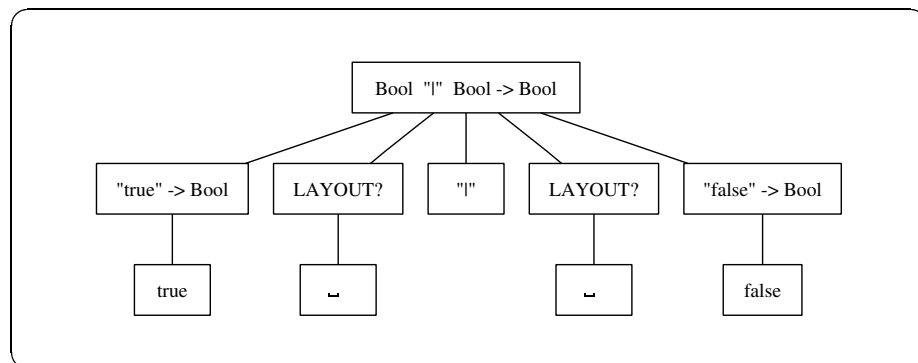 Bool "|" Bool -> Bool
"true" -> Bool LAYOUT? "|" LAYOUT? "false" -> Bool
true ␣ ␣ false